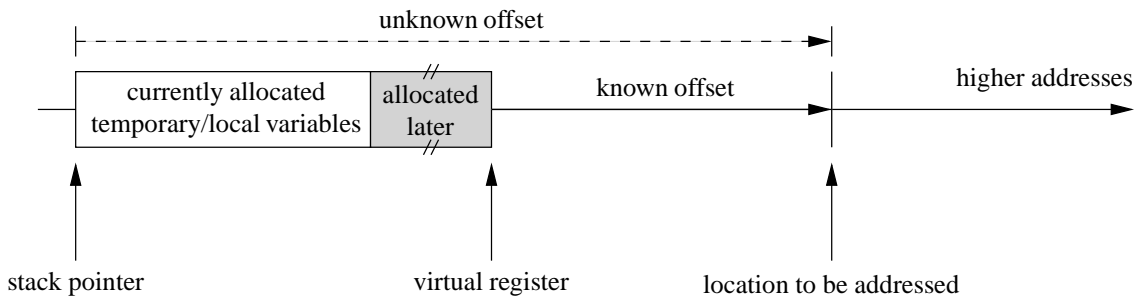 unknown offset
currently allocated
temporary/local variables
allocated
later
known offset
higher addresses
stack pointer
virtual register
location to be addressed